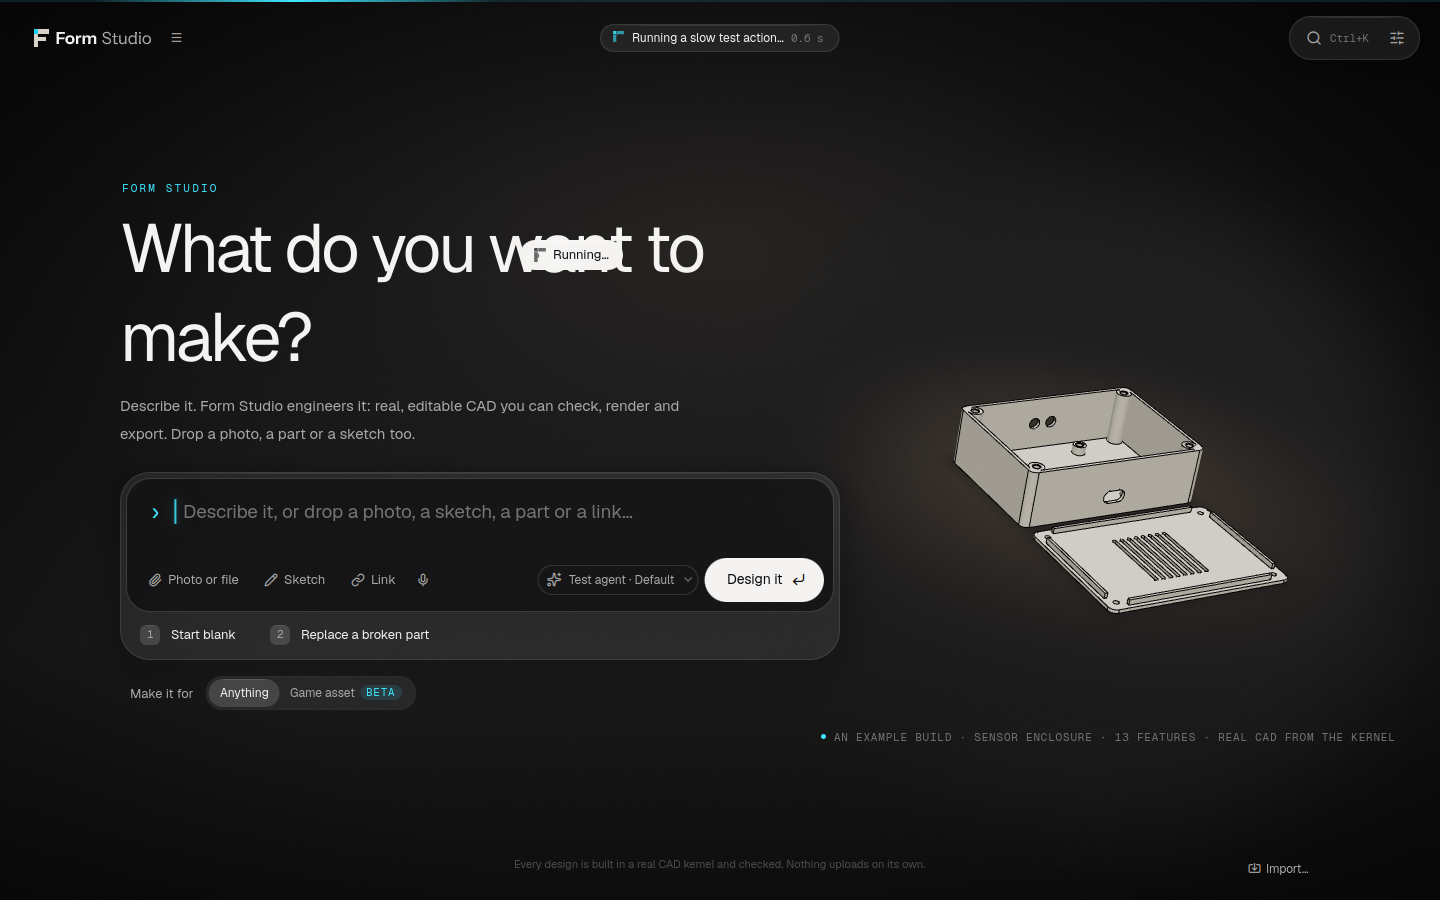 Form Studio
Running a slow test action… 0.6 s
Ctrl+K
FORM STUDIO
What do you want to
Running…
make?
Describe it. Form Studio engineers it: real, editable CAD you can check, render and
export. Drop a photo, a part or a sketch too.
› Describe it, or drop a photo, a sketch, a part or a link…
Photo or file
Sketch
Link
Test agent · Default
Design it
1 Start blank
2 Replace a broken part
Make it for
Anything
Game asset BETA
AN EXAMPLE BUILD · SENSOR ENCLOSURE · 13 FEATURES · REAL CAD FROM THE KERNEL
Every design is built in a real CAD kernel and checked. Nothing uploads on its own.
Import…